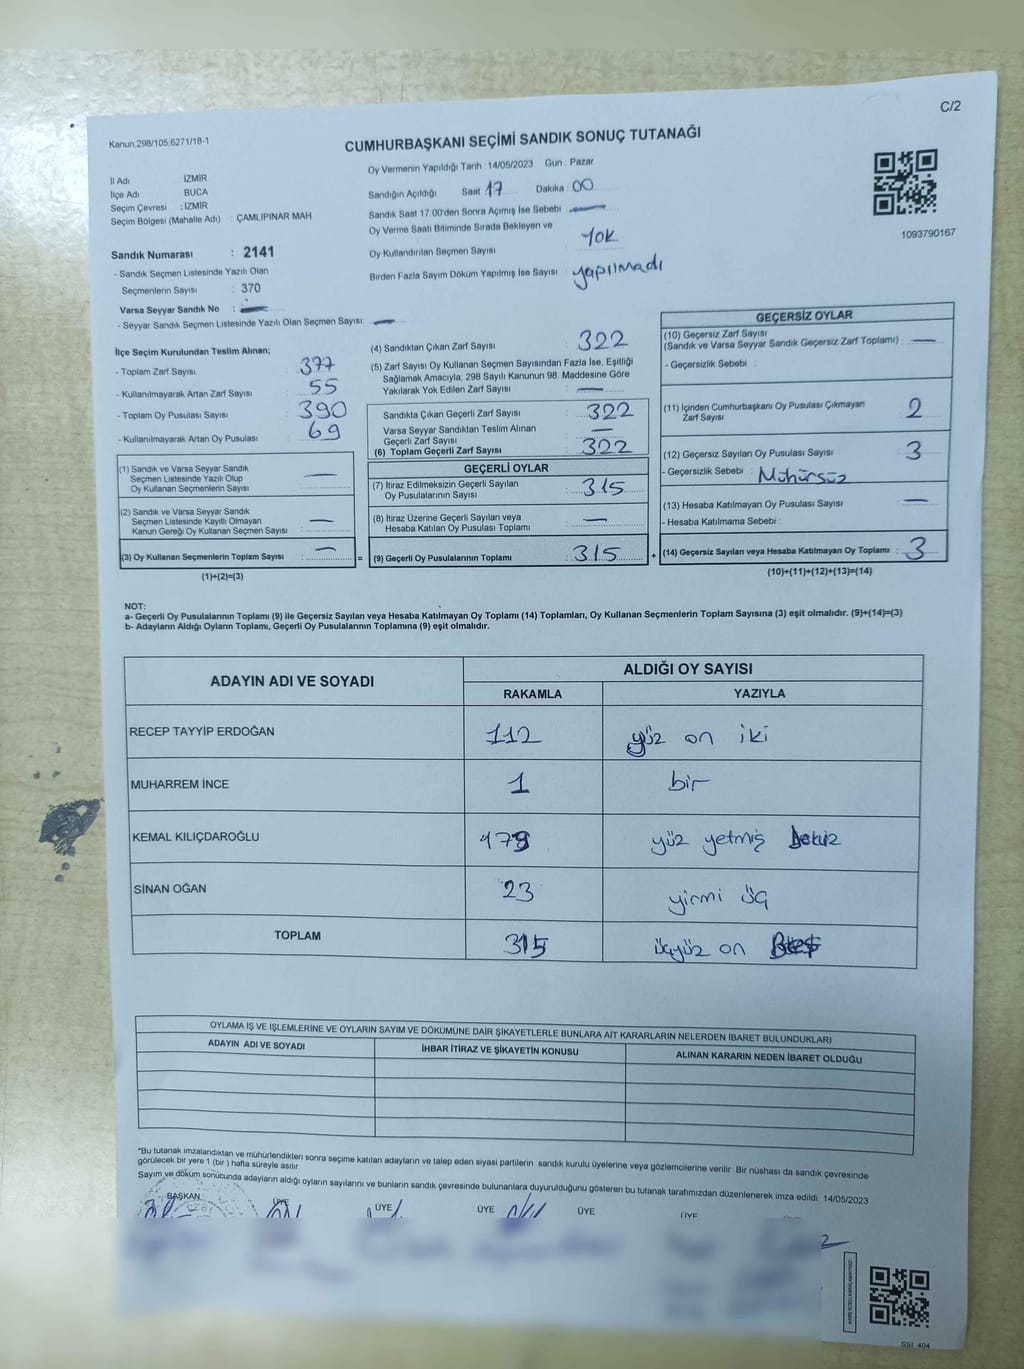 C/2
Kanun:298/105;6271/18-1
CUMHURBAŞKANI SEÇİMİ SANDIK SONUÇ TUTANAĞI
İl Adı : İZMİR
İlçe Adı : BUCA
Seçim Çevresi : İZMİR
Seçim Bölgesi (Mahalle Adı) : ÇAMLIPINAR MAH
Sandık Numarası : 2141
- Sandık Seçmen Listesinde Yazılı Olan
Seçmenlerin Sayısı : 370
Varsa Seyyar Sandık No :
- Seyyar Sandık Seçmen Listesinde Yazılı Olan Seçmen Sayısı:
Oy Vermenin Yapıldığı Tarih : 14/05/2023 Gün : Pazar
Sandığın Açıldığı Saat 17 Dakika : 00
Sandık Saat 17.00'den Sonra Açımış İse Sebebi
Oy Verme Saati Bitiminde Sırada Bekleyen ve
Oy Kullandırılan Seçmen Sayısı : Yok
Birden Fazla Sayım Döküm Yapılmış İse Sayısı : yapılmadı
1093790167
İlçe Seçim Kurulundan Teslim Alınan;
- Toplam Zarf Sayısı : 377
- Kullanılmayarak Artan Zarf Sayısı : 55
- Toplam Oy Pusulası Sayısı : 390
- Kullanılmayarak Artan Oy Pusulası : 69
(1) Sandık ve Varsa Seyyar Sandık
Seçmen Listesinde Yazılı Olup
Oy Kullanan Seçmenlerin Sayısı : —
(2) Sandık ve Varsa Seyyar Sandık
Seçmen Listesinde Kayıtlı Olmayan
Kanun Gereği Oy Kullanan Seçmen Sayısı : —
(3) Oy Kullanan Seçmenlerin Toplam Sayısı : —
(1)+(2)=(3)
(4) Sandıktan Çıkan Zarf Sayısı : 322
(5) Zarf Sayısı Oy Kullanan Seçmen Sayısından Fazla İse, Eşitliği
Sağlamak Amacıyla; 298 Sayılı Kanunun 98. Maddesine Göre
Yakılarak Yok Edilen Zarf Sayısı : —
Sandıkta Çıkan Geçerli Zarf Sayısı : 322
Varsa Seyyar Sandıktan Teslim Alınan
Geçerli Zarf Sayısı : —
(6) Toplam Geçerli Zarf Sayısı : 322
GEÇERLİ OYLAR
(7) İtiraz Edilmeksizin Geçerli Sayılan
Oy Pusulalarının Sayısı : 315
(8) İtiraz Üzerine Geçerli Sayılan veya
Hesaba Katılan Oy Pusulası Toplamı : —
= (9) Geçerli Oy Pusulalarının Toplamı : 315
GEÇERSİZ OYLAR
(10) Geçersiz Zarf Sayısı
(Sandık ve Varsa Seyyar Sandık Geçersiz Zarf Toplamı) : —
- Geçersizlik Sebebi :
(11) İçinden Cumhurbaşkanı Oy Pusulası Çıkmayan
Zarf Sayısı : 2
(12) Geçersiz Sayılan Oy Pusulası Sayısı : 3
- Geçersizlik Sebebi : Mühürsüz
(13) Hesaba Katılmayan Oy Pusulası Sayısı : —
- Hesaba Katılmama Sebebi :
+ (14) Geçersiz Sayılan veya Hesaba Katılmayan Oy Toplamı : 3
(10)+(11)+(12)+(13)=(14)
NOT:
a- Geçerli Oy Pusulalarının Toplamı (9) ile Geçersiz Sayılan veya Hesaba Katılmayan Oy Toplamı (14) Toplamları, Oy Kullanan Seçmenlerin Toplam Sayısına (3) eşit olmalıdır. (9)+(14)=(3)
b- Adayların Aldığı Oyların Toplamı, Geçerli Oy Pusulalarının Toplamına (9) eşit olmalıdır.
ADAYIN ADI VE SOYADI ALDIĞI OY SAYISI
RAKAMLA YAZIYLA
RECEP TAYYİP ERDOĞAN 112 yüz on iki
MUHARREM İNCE 1 bir
KEMAL KILIÇDAROĞLU 179 yüz yetmiş
SİNAN OĞAN 23 yirmi üç
TOPLAM 315 üçyüz on Beş
OYLAMA İŞ VE İŞLEMLERİNE VE OYLARIN SAYIM VE DÖKÜMÜNE DAİR ŞİKAYETLERLE BUNLARA AİT KARARLARIN NELERDEN İBARET BULUNDUKLARI
ADAYIN ADI VE SOYADI İHBAR İTİRAZ VE ŞİKAYETİN KONUSU ALINAN KARARIN NEDEN İBARET OLDUĞU
*Bu tutanak imzalandıktan ve mühürlendikten sonra seçime katılan adayların ve talep eden siyasi partilerin sandık kurulu üyelerine veya gözlemcilerine verilir. Bir nüshası da sandık çevresinde
görülecek bir yere 1 (bir ) hafta süreyle asılır.
Sayım ve döküm sonucunda adayların aldığı oyların sayılarını ve bunların sandık çevresinde bulunanlara duyurulduğunu gösteren bu tutanak tarafımızdan düzenlenerek imza edildi. 14/05/2023
BAŞKAN ÜYE ÜYE ÜYE ÜYE ÜYE
SSI 404